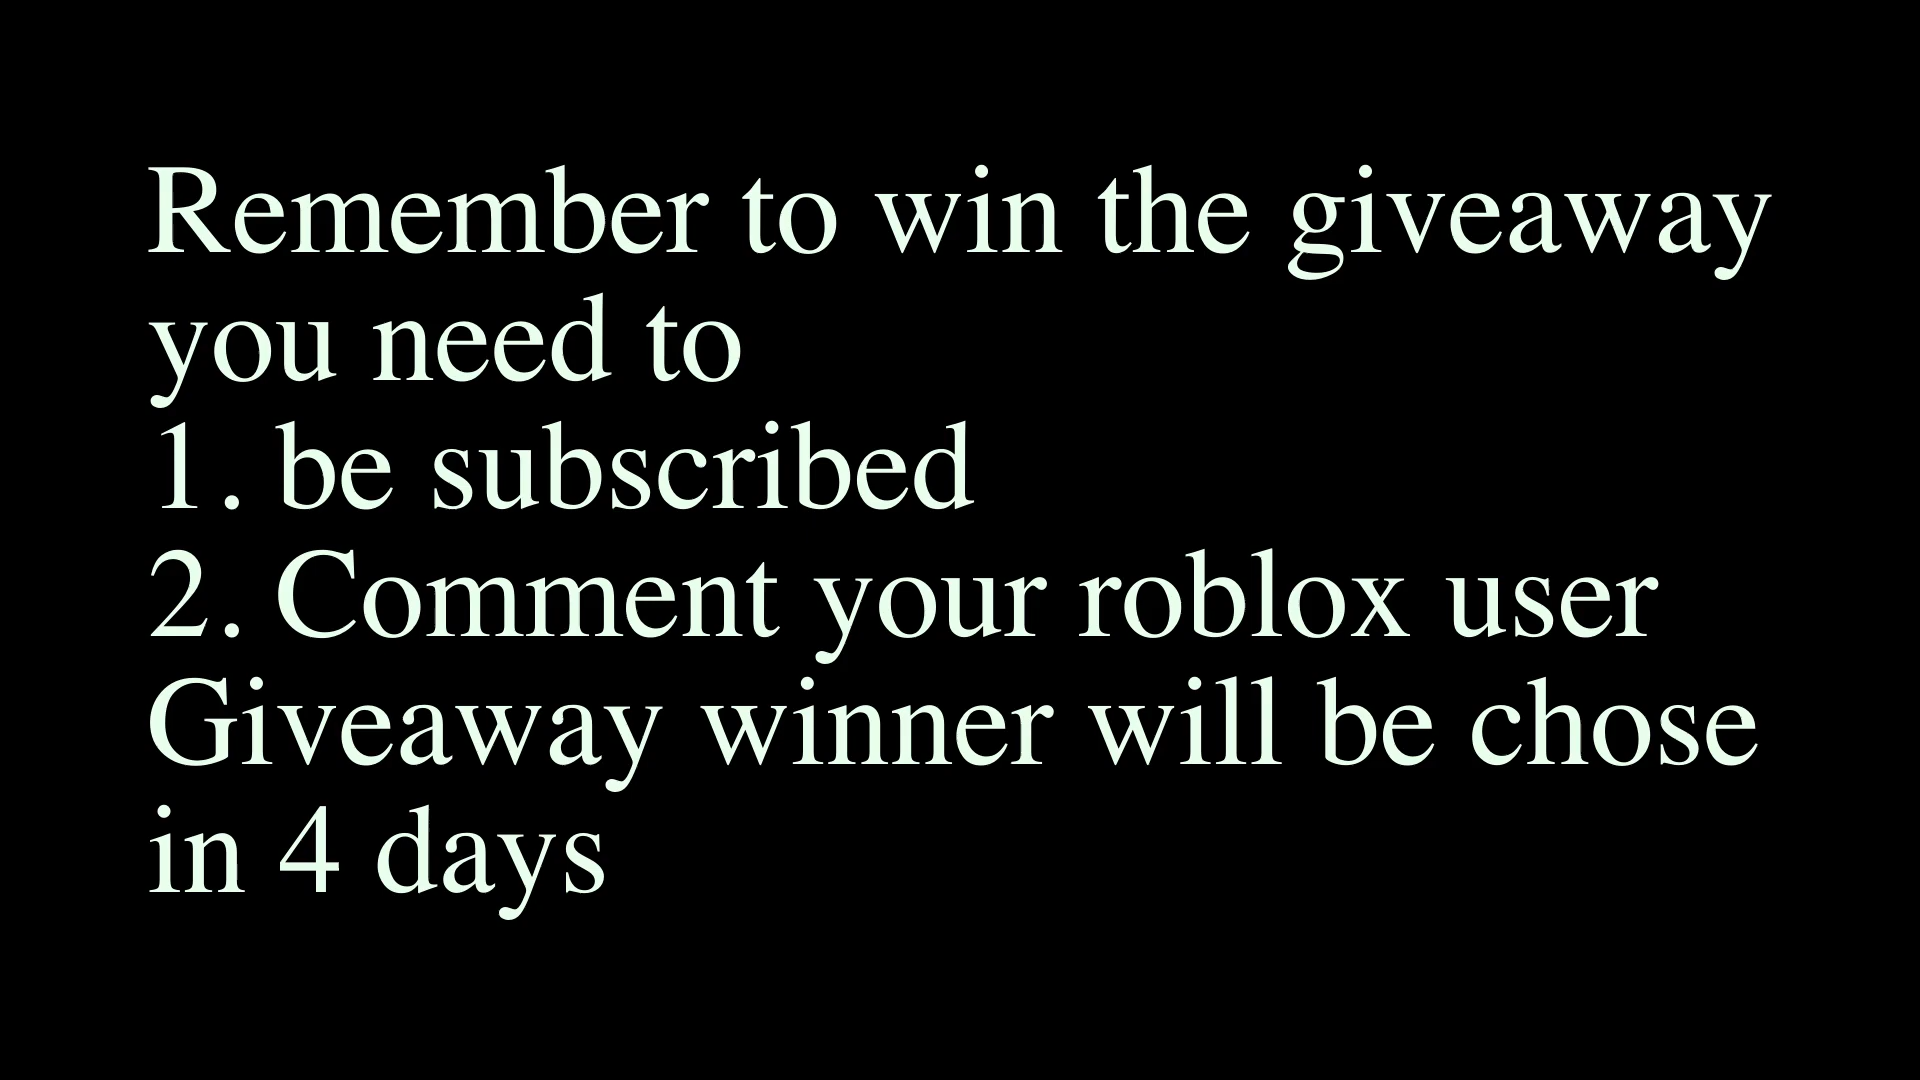 Remember to win the giveaway
you need to
1. be subscribed
2. Comment your roblox user
Giveaway winner will be chose
in 4 days